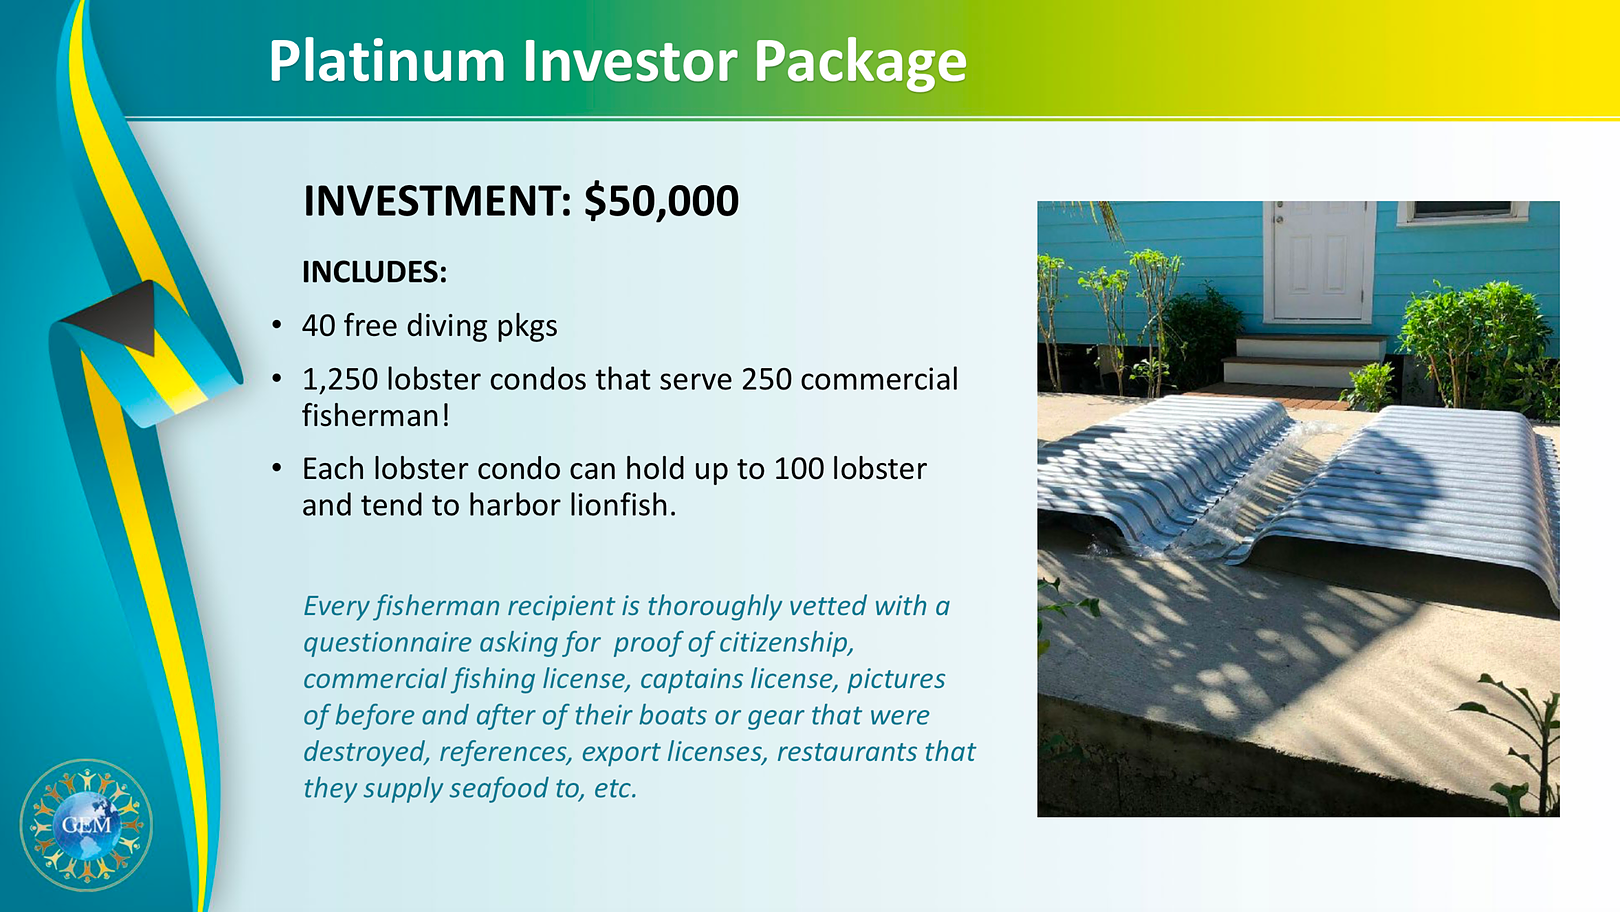 Platinum Investor Package
INVESTMENT: $50,000
INCLUDES:
• 40 free diving pkgs
• 1,250 lobster condos that serve 250 commercial
fisherman!
• Each lobster condo can hold up to 100 lobster
and tend to harbor lionfish.
Every fisherman recipient is thoroughly vetted with a
questionnaire asking for  proof of citizenship,
commercial fishing license, captains license, pictures
of before and after of their boats or gear that were
destroyed, references, export licenses, restaurants that
they supply seafood to, etc.
GEM